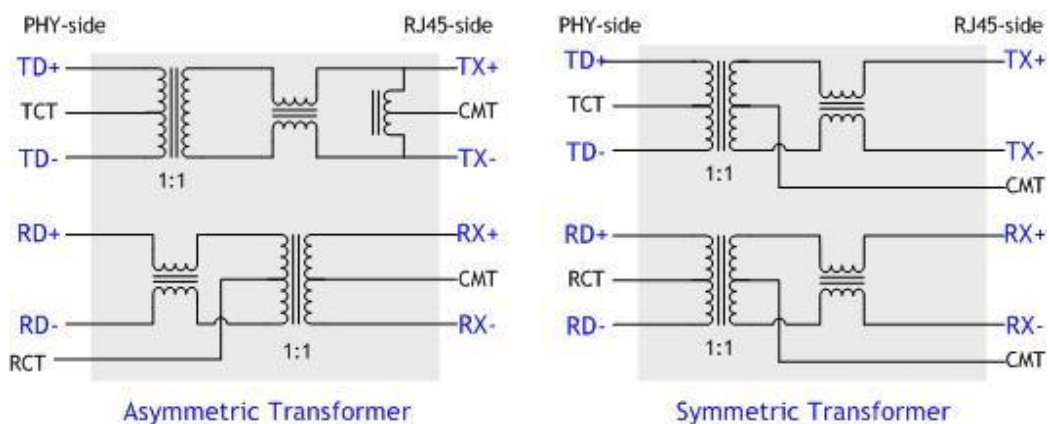 PHY-side RJ45-side
TD+ TX+
TCT CMT
TD- TX-
1:1
RD+ RX+
CMT
RD- RX-
RCT 1:1
Asymmetric Transformer
PHY-side RJ45-side
TD+ TX+
TCT
TD- TX-
1:1
CMT
RD+ RX+
RCT
RD- RX-
1:1
CMT
Symmetric Transformer